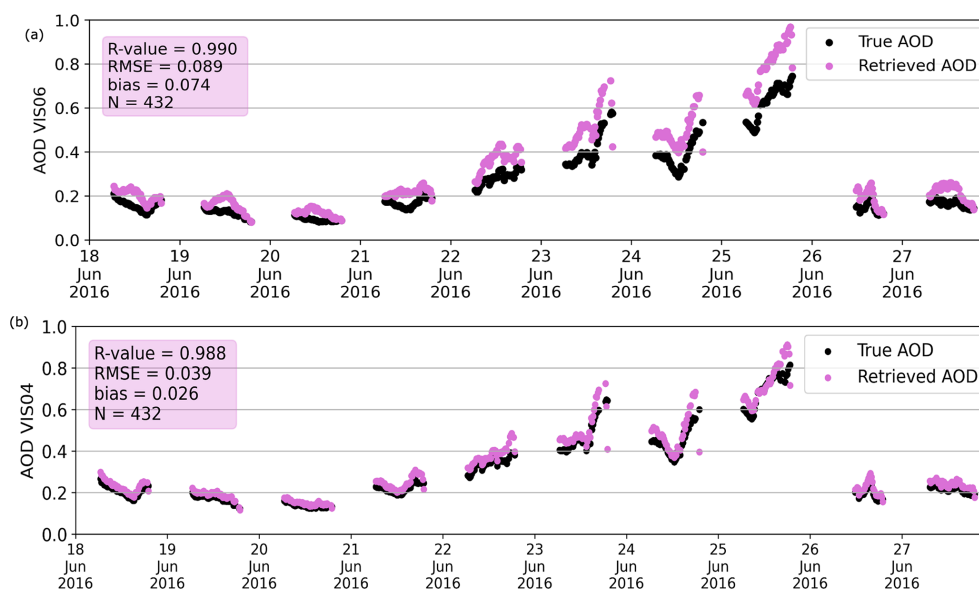 (a)
AOD VIS06
1.0
0.8
0.6
0.4
0.2
0.0
R-value = 0.990
RMSE = 0.089
bias = 0.074
N = 432
True AOD
Retrieved AOD
18 19 20 21 22 23 24 25 26 27
Jun Jun Jun Jun Jun Jun Jun Jun Jun Jun
2016 2016 2016 2016 2016 2016 2016 2016 2016 2016
(b)
AOD VIS04
1.0
0.8
0.6
0.4
0.2
0.0
R-value = 0.988
RMSE = 0.039
bias = 0.026
N = 432
True AOD
Retrieved AOD
18 19 20 21 22 23 24 25 26 27
Jun Jun Jun Jun Jun Jun Jun Jun Jun Jun
2016 2016 2016 2016 2016 2016 2016 2016 2016 2016